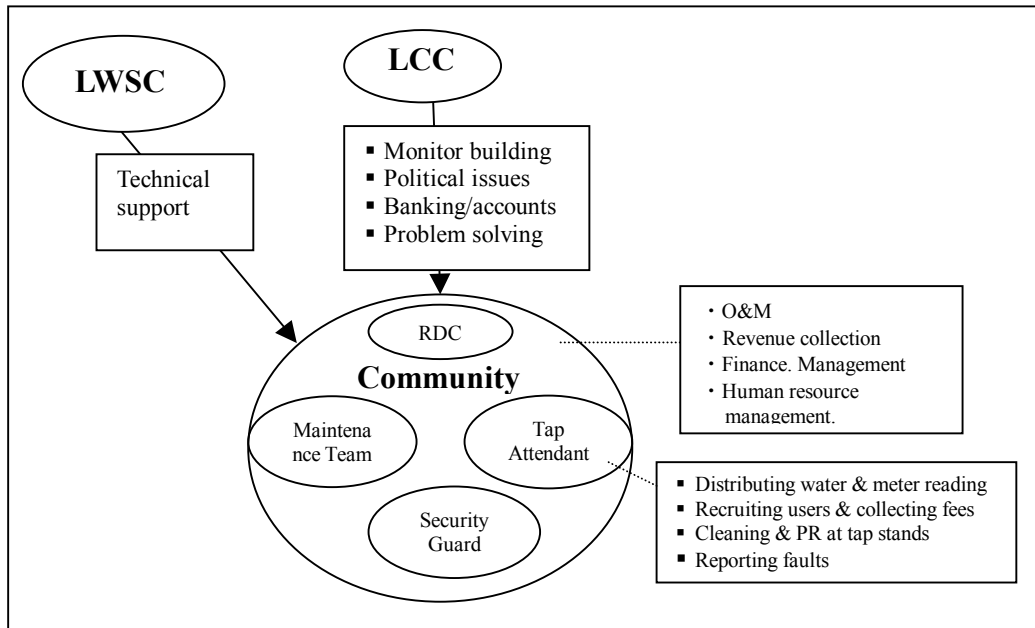 LWSC
LCC
Technical
support
▪ Monitor building
▪ Political issues
▪ Banking/accounts
▪ Problem solving
RDC
Community
Maintena
nce Team
Tap
Attendant
Security
Guard
・O&M
・Revenue collection
・Finance. Management
・Human resource
management.
▪ Distributing water & meter reading
▪ Recruiting users & collecting fees
▪ Cleaning & PR at tap stands
▪ Reporting faults